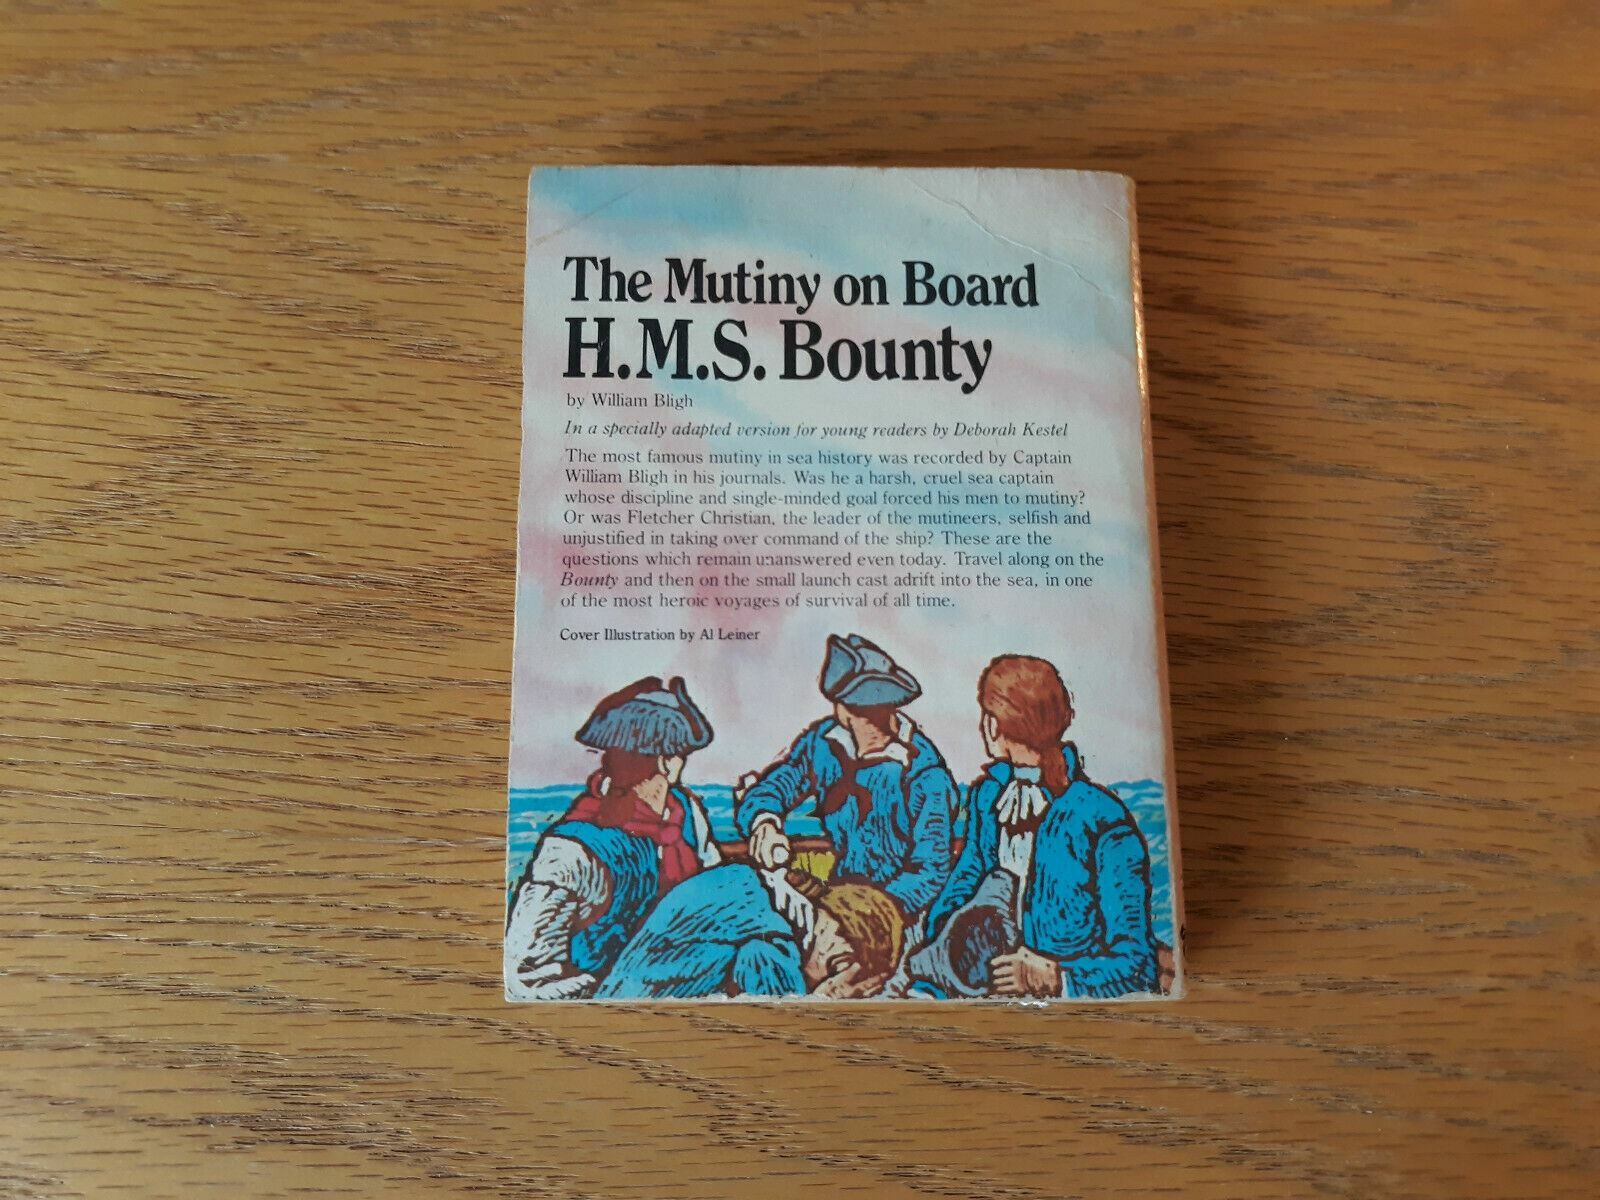 The Mutiny on Board
H.M.S. Bounty
by William Bligh
In a specially adapted version for young readers by Deborah Kestel
The most famous mutiny in sea history was recorded by Captain
William Bligh in his journals. Was he a harsh, cruel sea captain
whose discipline and single-minded goal forced his men to mutiny?
Or was Fletcher Christian, the leader of the mutineers, selfish and
unjustified in taking over command of the ship? These are the
questions which remain unanswered even today. Travel along on the
Bounty and then on the small launch cast adrift into the sea, in one
of the most heroic voyages of survival of all time.
Cover Illustration by Al Leiner